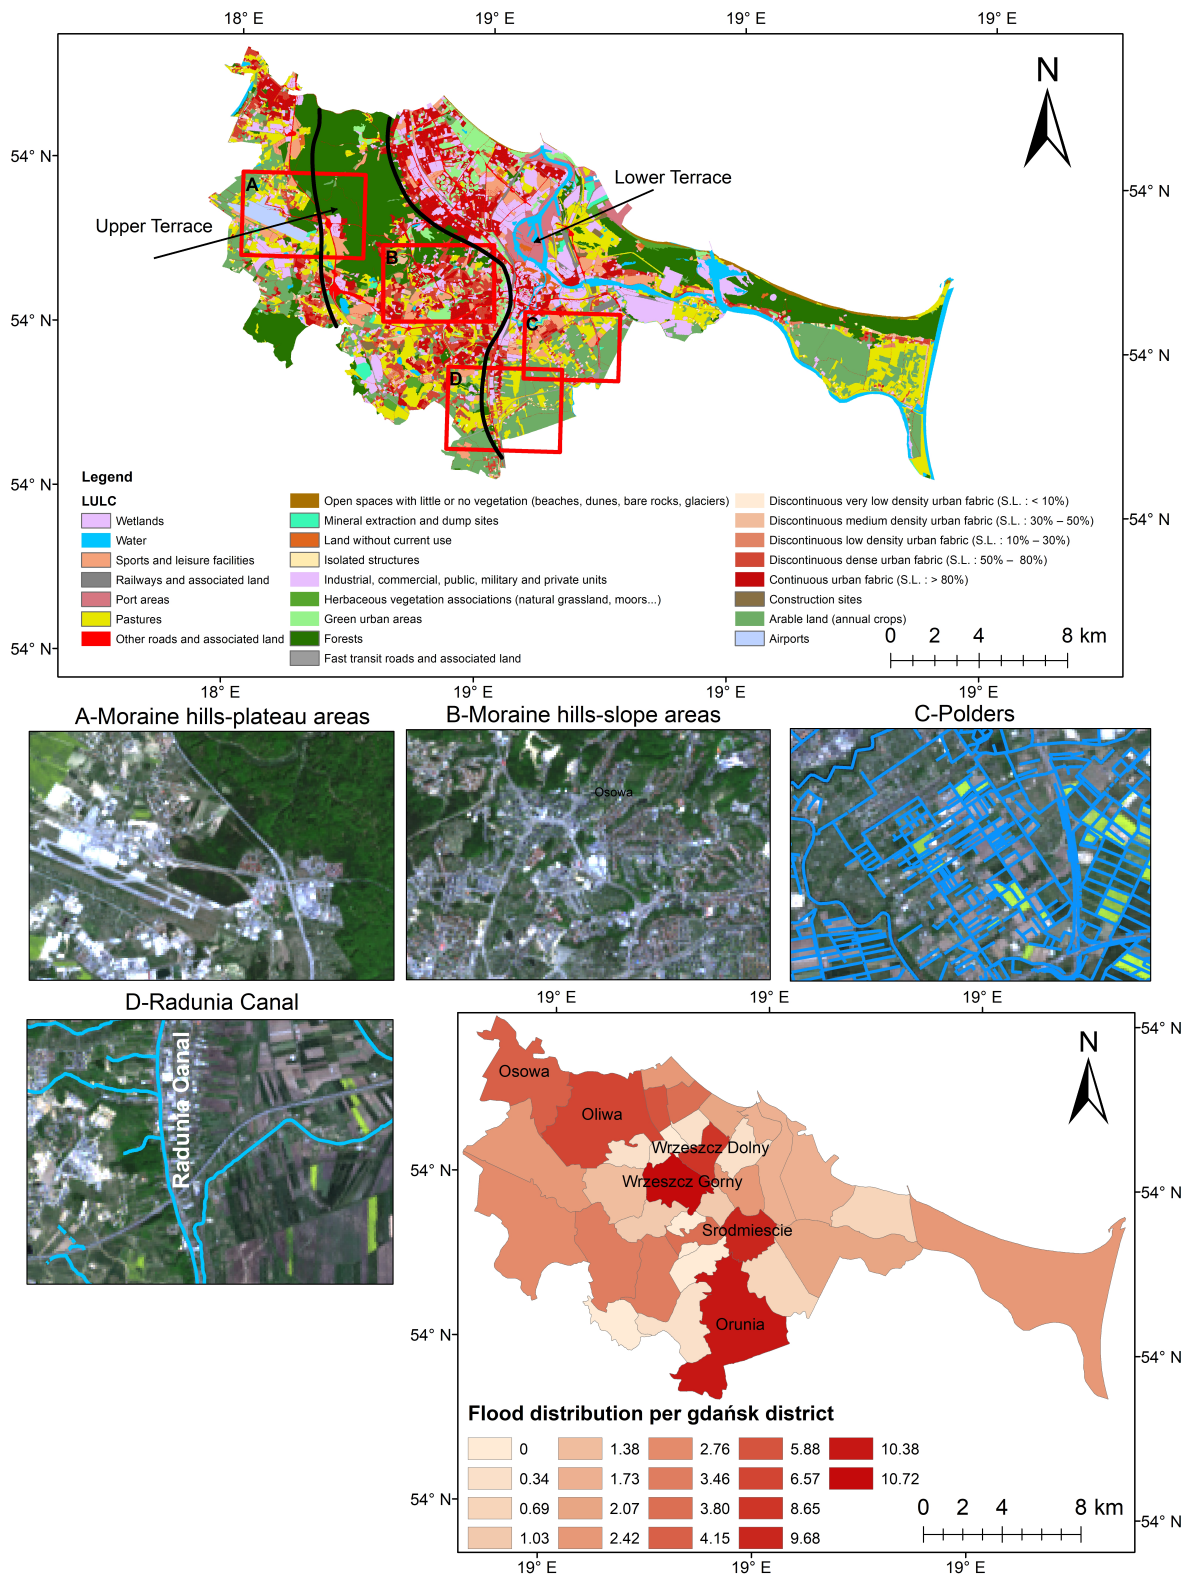 18° E 19° E 19° E 19° E
N
54° N
54° N
54° N
54° N
54° N
54° N
54° N
A
B
C
D
Upper Terrace
Lower Terrace
Legend
LULC
Wetlands
Water
Sports and leisure facilities
Railways and associated land
Port areas
Pastures
Other roads and associated land
Open spaces with little or no vegetation (beaches, dunes, bare rocks, glaciers)
Mineral extraction and dump sites
Land without current use
Isolated structures
Industrial, commercial, public, military and private units
Herbaceous vegetation associations (natural grassland, moors...)
Green urban areas
Forests
Fast transit roads and associated land
Discontinuous very low density urban fabric (S.L. : < 10%)
Discontinuous medium density urban fabric (S.L. : 30% – 50%)
Discontinuous low density urban fabric (S.L. : 10% – 30%)
Discontinuous dense urban fabric (S.L. : 50% – 80%)
Continuous urban fabric (S.L. : > 80%)
Construction sites
Arable land (annual crops)
Airports
0 2 4 8 km
18° E 19° E 19° E 19° E
A-Moraine hills-plateau areas
B-Moraine hills-slope areas
Osowa
C-Polders
D-Radunia Canal
Radunia Canal
19° E 19° E 19° E
N
54° N
54° N
54° N
54° N
54° N
54° N
54° N
Osowa
Oliwa
Wrzeszcz Dolny
Wrzeszcz Gorny
Srodmiescie
Orunia
Flood distribution per gdańsk district
0 1.38 2.76 5.88 10.38
0.34 1.73 3.46 6.57 10.72
0.69 2.07 3.80 8.65
1.03 2.42 4.15 9.68
0 2 4 8 km
54° N
19° E 19° E 19° E